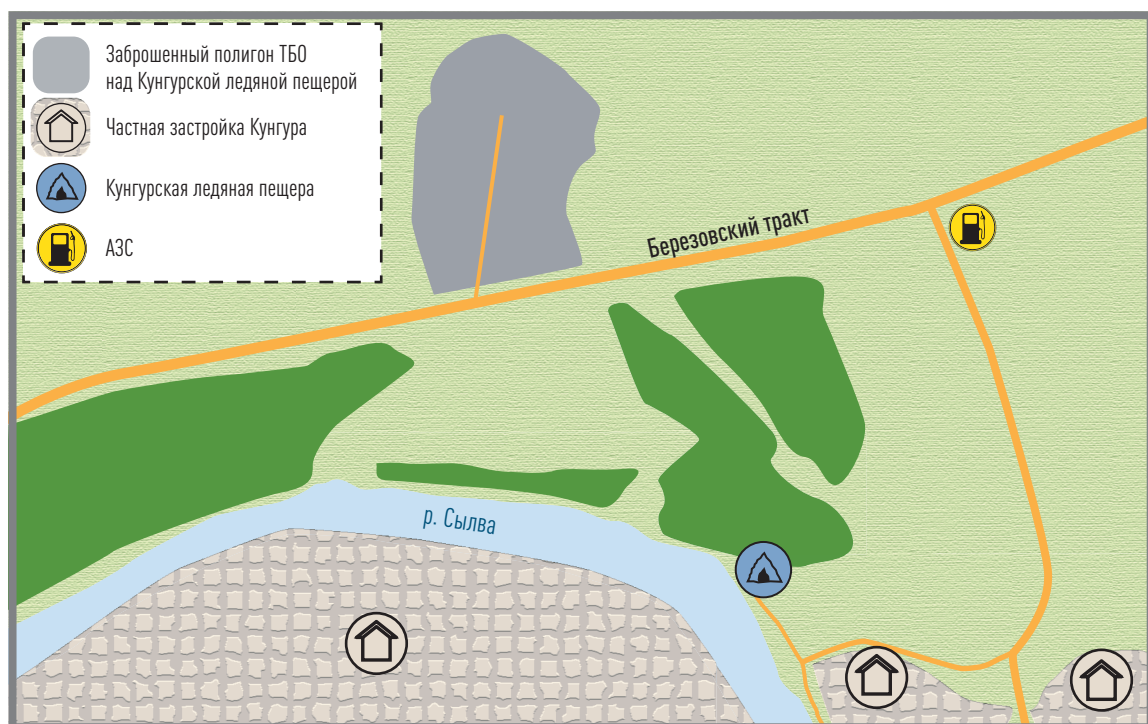 Заброшенный полигон ТБО
над Кунгурской ледяной пещерой
Частная застройка Кунгура
Кунгурская ледяная пещера
АЗС
Березовский тракт
р. Сылва